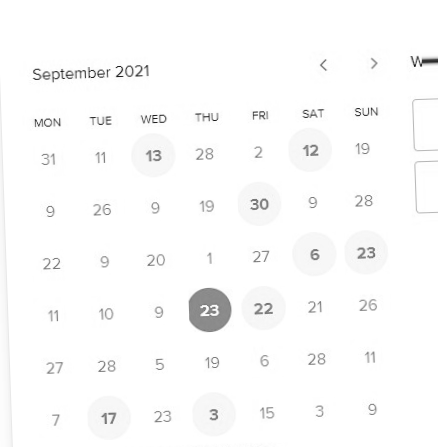 September 2021 < >
MON TUE WED THU FRI SAT SUN
31 11 13 28 2 12 19
9 26 9 19 30 9 28
22 9 20 1 27 6 23
11 10 9 23 22 21 26
27 28 5 19 6 28 11
7 17 23 3 15 3 9